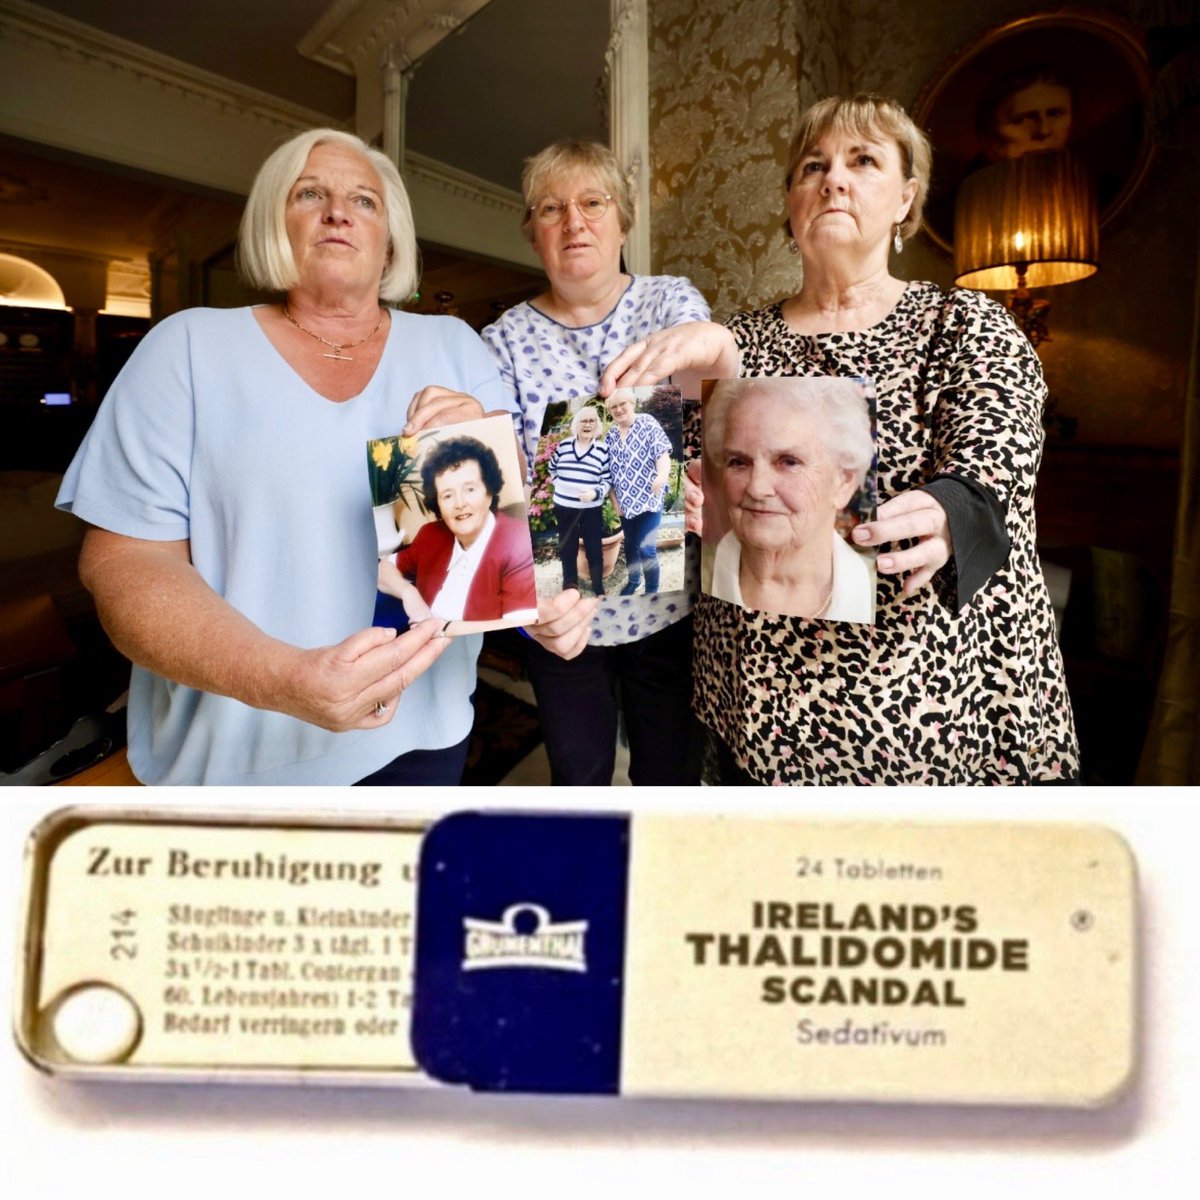 Zur Beruhigung u
214
Säuglinge u. Kleinkinder
Schulkinder 3 x tägl. 1 T
3x¹/₂-1 Tabl. Contergan
60. Lebensjahres) 1-2 Ta
Bedarf verringern oder
GRÜNENTHAL
24 Tabletten
IRELAND'S
®
THALIDOMIDE
SCANDAL
Sedativum